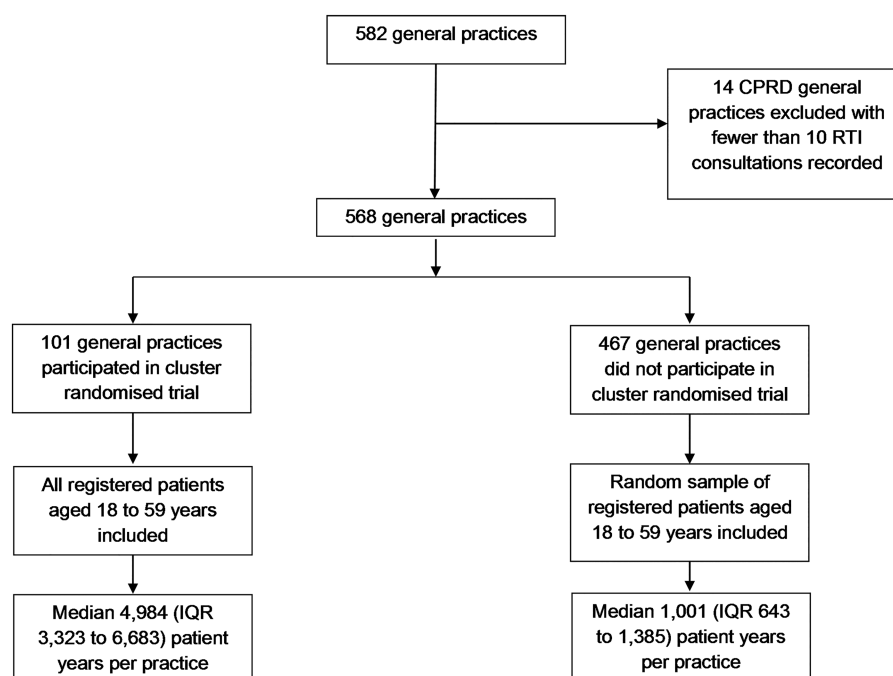 582 general practices
14 CPRD general
practices excluded with
fewer than 10 RTI
consultations recorded
568 general practices
101 general practices
participated in cluster
randomised trial
467 general practices
did not participate in
cluster randomised trial
All registered patients
aged 18 to 59 years
included
Random sample of
registered patients aged
18 to 59 years included
Median 4,984 (IQR
3,323 to 6,683) patient
years per practice
Median 1,001 (IQR 643
to 1,385) patient years
per practice